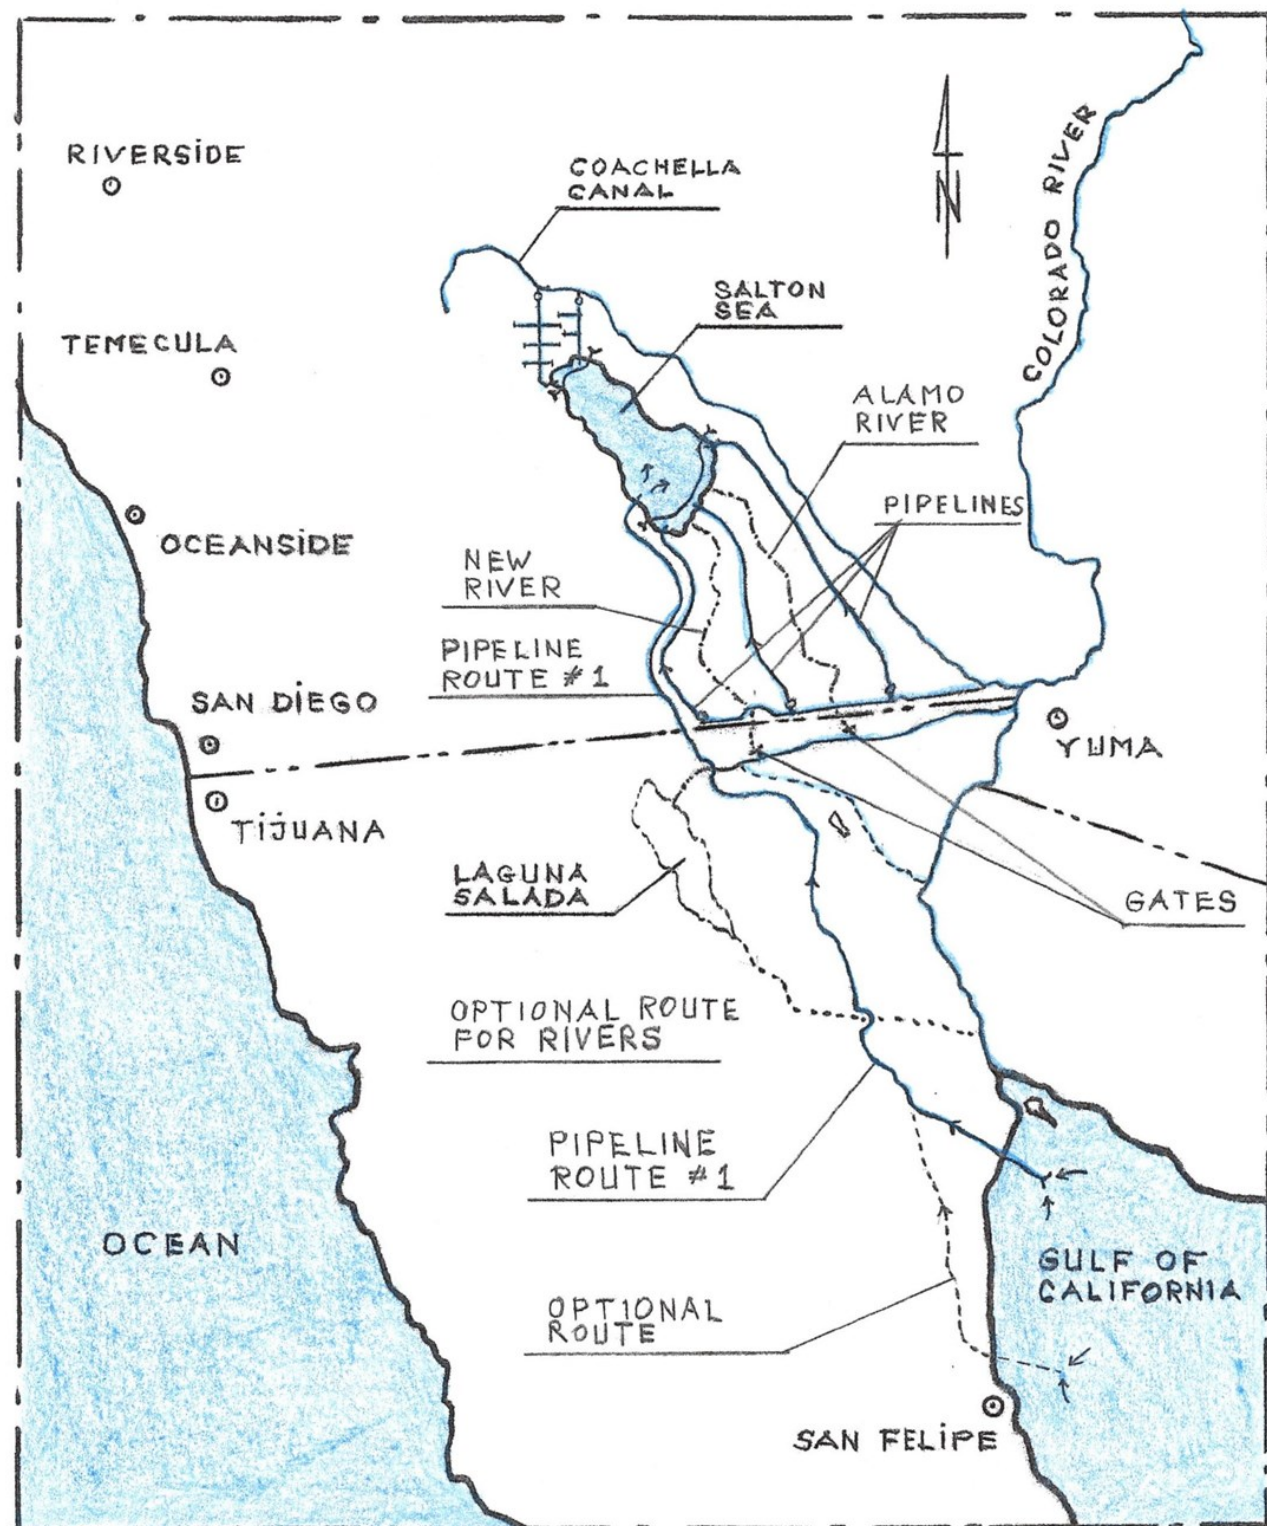 RIVERSIDE
COACHELLA
CANAL
COLORADO RIVER
N
SALTON
SEA
TEMECULA
ALAMO
RIVER
PIPELINES
OCEANSIDE
NEW
RIVER
PIPELINE
ROUTE #1
SAN DIEGO
YUMA
TIJUANA
LAGUNA
SALADA
GATES
OPTIONAL ROUTE
FOR RIVERS
PIPELINE
ROUTE #1
OCEAN
GULF OF
CALIFORNIA
OPTIONAL
ROUTE
SAN FELIPE